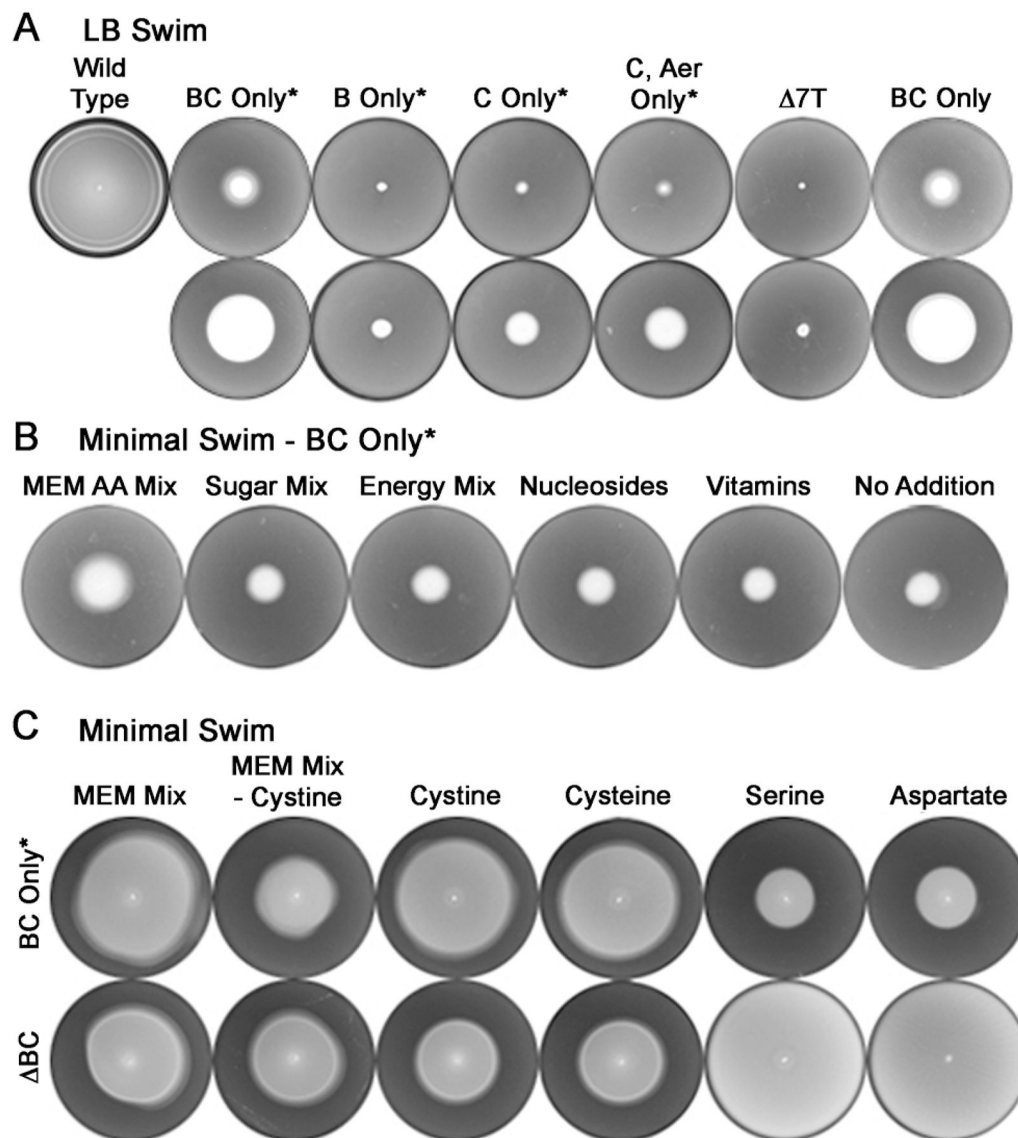 A LB Swim
Wild
Type
BC Only*
B Only*
C Only*
C, Aer
Only*
Δ7T
BC Only
B Minimal Swim - BC Only*
MEM AA Mix
Sugar Mix
Energy Mix
Nucleosides
Vitamins
No Addition
C Minimal Swim
MEM Mix
MEM Mix
- Cystine
Cystine
Cysteine
Serine
Aspartate
BC Only*
ΔBC